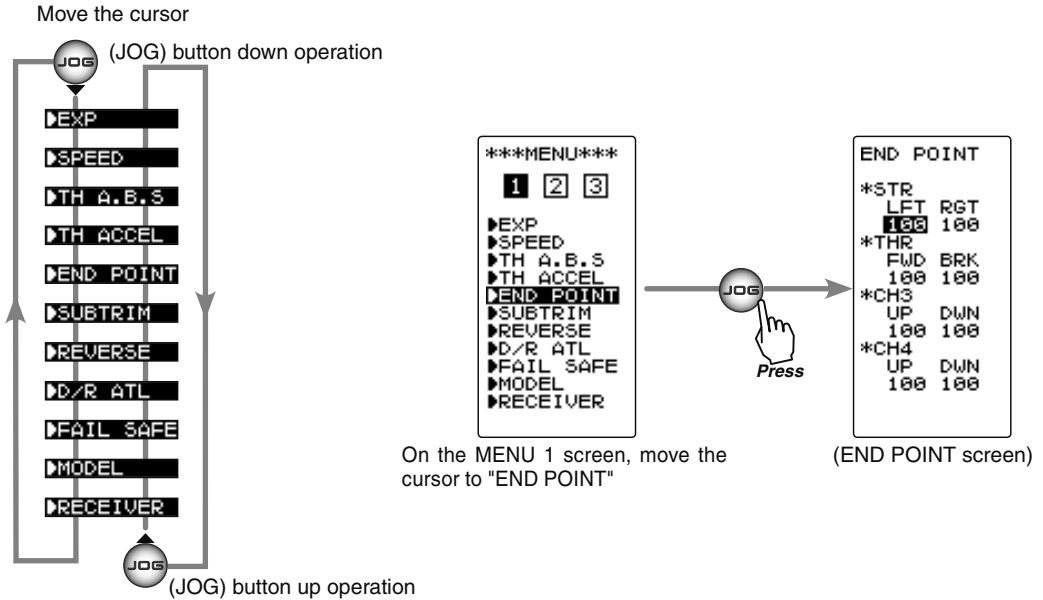 Move the cursor
JOG
(JOG) button down operation
EXP
SPEED
TH A.B.S
TH ACCEL
END POINT
SUBTRIM
REVERSE
D/R ATL
FAIL SAFE
MODEL
RECEIVER
JOG
(JOG) button up operation
***MENU***
1 2 3
EXP
SPEED
TH A.B.S
TH ACCEL
END POINT
SUBTRIM
REVERSE
D/R ATL
FAIL SAFE
MODEL
RECEIVER
On the MENU 1 screen, move the
cursor to "END POINT"
JOG
Press
END POINT
*STR
LFT RGT
100 100
*THR
FWD BRK
100 100
*CH3
UP DWN
100 100
*CH4
UP DWN
100 100
(END POINT screen)